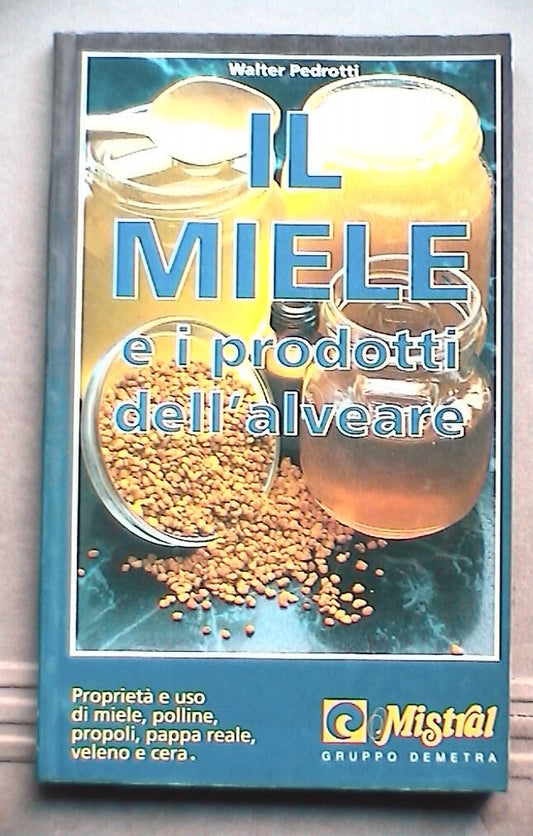 Walter Pedrotti
IL
MIELE
e i prodotti
dell'alveare
Proprietà e uso
di miele, polline,
propoli, pappa reale,
veleno e cera.
Mistral
GRUPPO DEMETRA